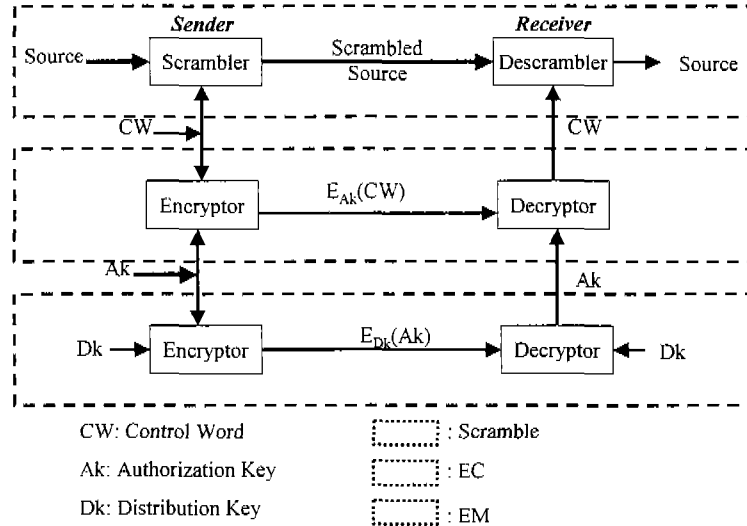 Sender
Receiver
Source
Scrambler
Scrambled
Source
Descrambler
Source
CW
CW
Encryptor
E_Ak(CW)
Decryptor
Ak
Ak
Dk
Encryptor
E_Dk(Ak)
Decryptor
Dk
CW: Control Word
: Scramble
Ak: Authorization Key
: EC
Dk: Distribution Key
: EM